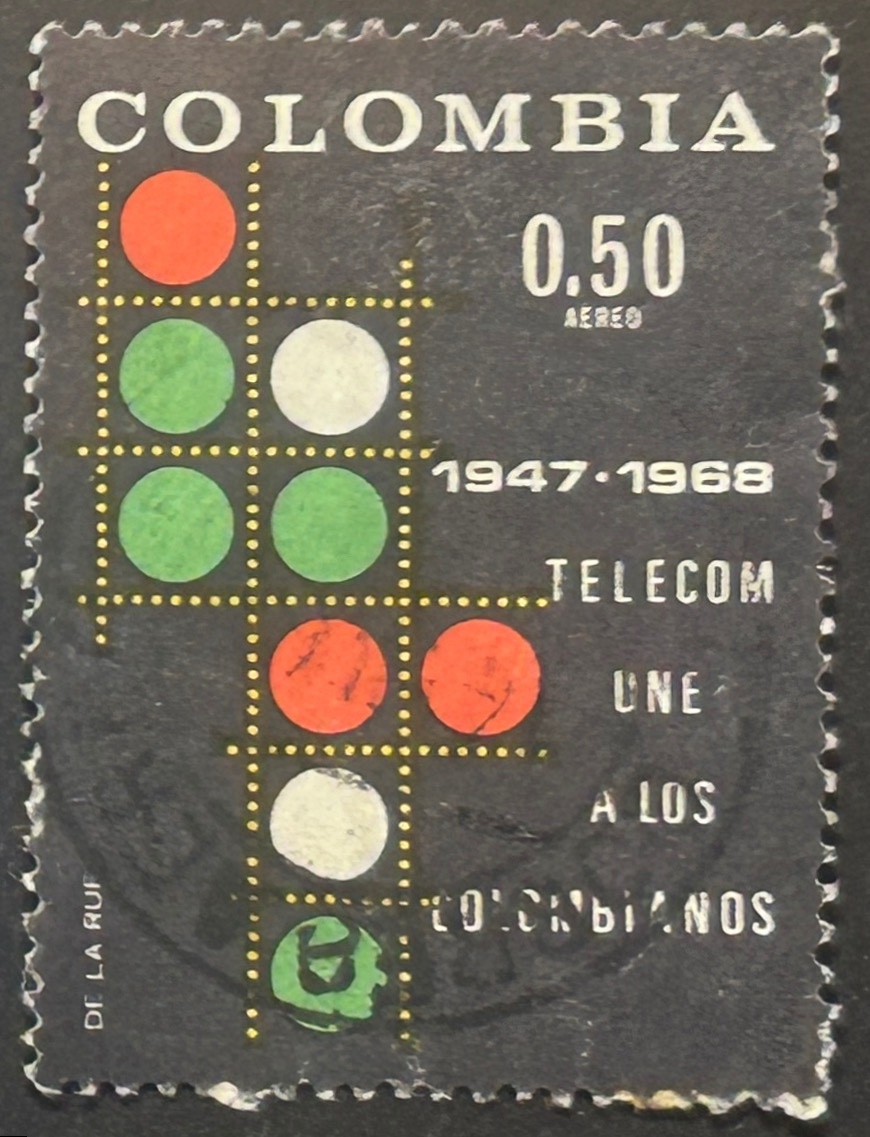 COLOMBIA
0.50
AEREO
1947·1968
TELECOM
UNE
A LOS
COLOMBIANOS
DE LA RUE